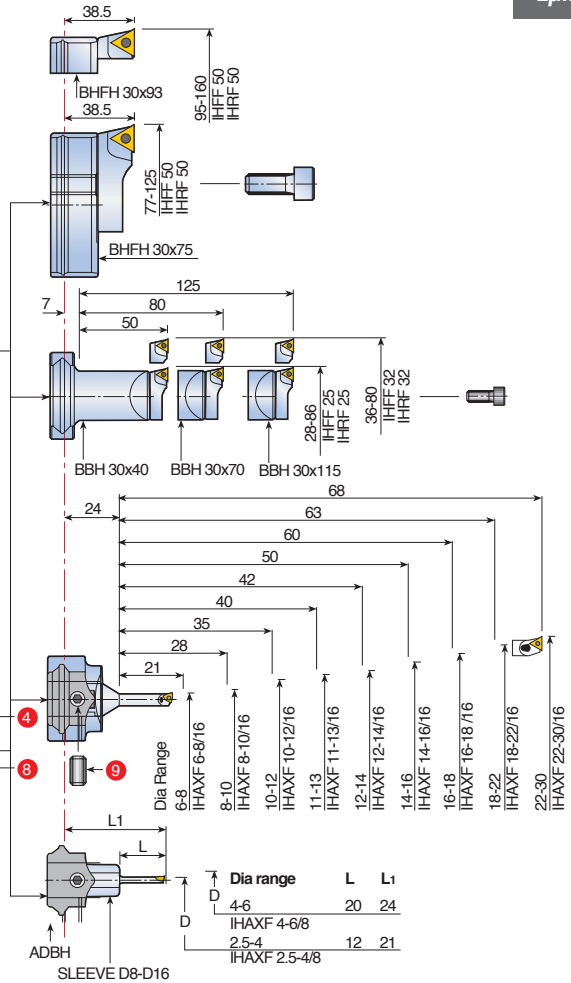 38.5
BHFH 30x93
95-160
IHFF 50
IHRF 50
38.5
77-125
IHFF 50
IHRF 50
BHFH 30x75
125
7
80
50
28-86
IHFF 25
IHRF 25
36-80
IHFF 32
IHRF 32
BBH 30x40
BBH 30x70
BBH 30x115
68
24
63
60
50
42
40
35
28
21
4
8
9
Dia Range
6-8
IHAXF 6-8/16
8-10
IHAXF 8-10/16
10-12
IHAXF 10-12/16
11-13
IHAXF 11-13/16
12-14
IHAXF 12-14/16
14-16
IHAXF 14-16/16
16-18
IHAXF 16-18 /16
18-22
IHAXF 18-22/16
22-30
IHAXF 22-30/16
L1
L
D
D
Dia range L L1
4-6 20 24
IHAXF 4-6/8
2.5-4 12 21
IHAXF 2.5-4/8
ADBH
SLEEVE D8-D16